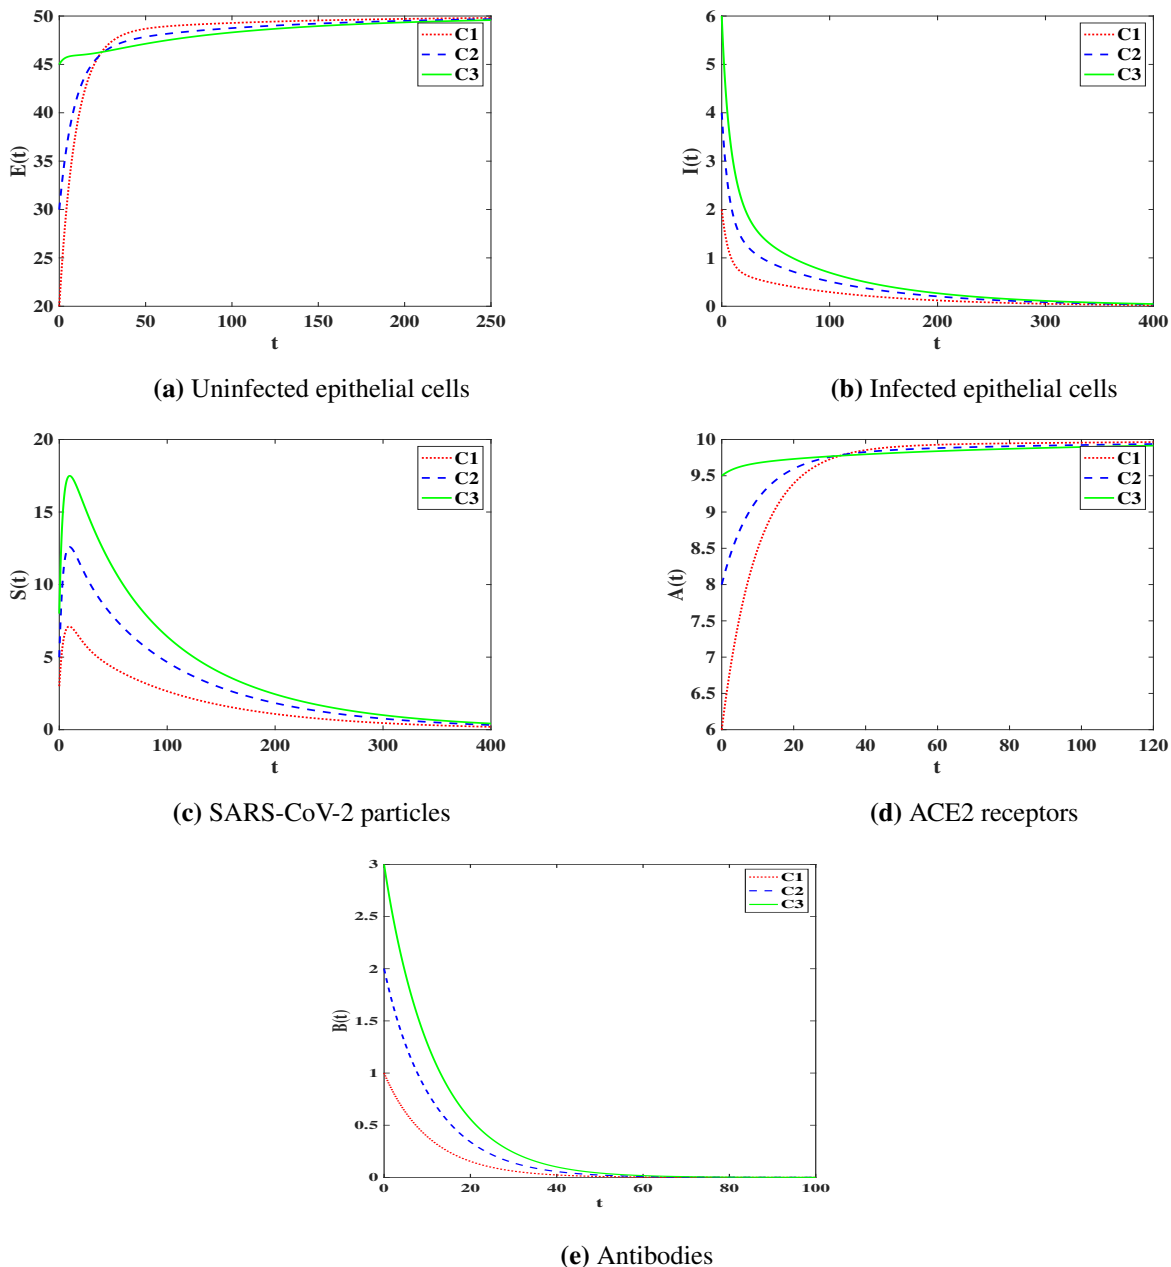 50
45
40
35
30
25
20
E(t)
0 50 100 150 200 250
t
C1
C2
C3
(a) Uninfected epithelial cells
6
5
4
3
2
1
0
I(t)
0 100 200 300 400
t
C1
C2
C3
(b) Infected epithelial cells
20
15
10
5
0
S(t)
0 100 200 300 400
t
C1
C2
C3
(c) SARS-CoV-2 particles
10
9.5
9
8.5
8
7.5
7
6.5
6
A(t)
0 20 40 60 80 100 120
t
C1
C2
C3
(d) ACE2 receptors
3
2.5
2
1.5
1
0.5
0
B(t)
0 20 40 60 80 100
t
C1
C2
C3
(e) Antibodies